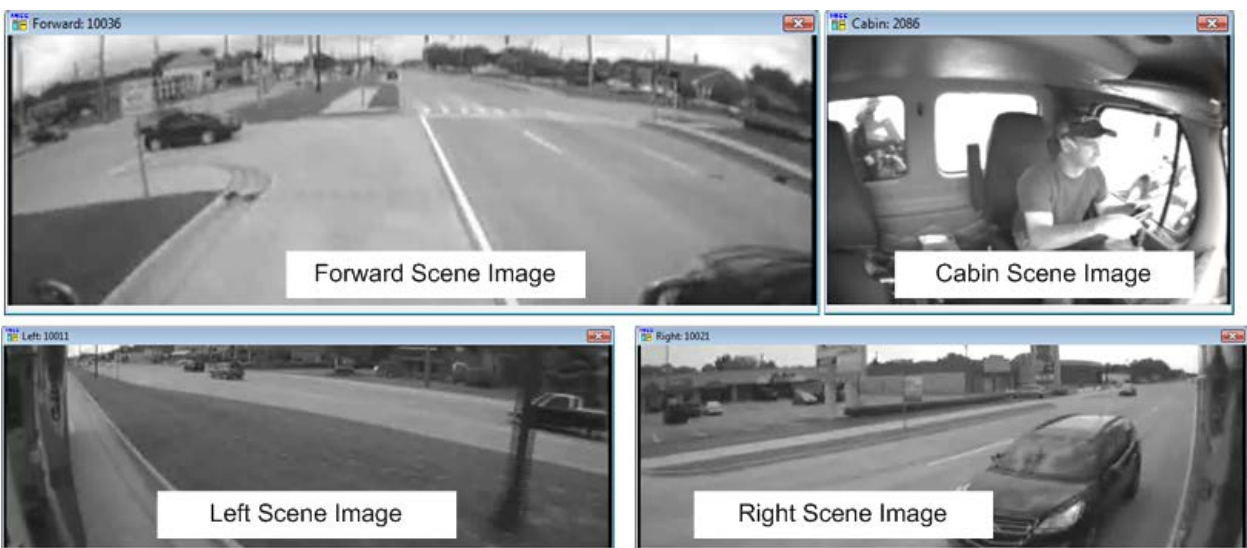 Forward: 10036
Cabin: 2086
Forward Scene Image
Cabin Scene Image
Left: 10011
Right: 10021
Left Scene Image
Right Scene Image